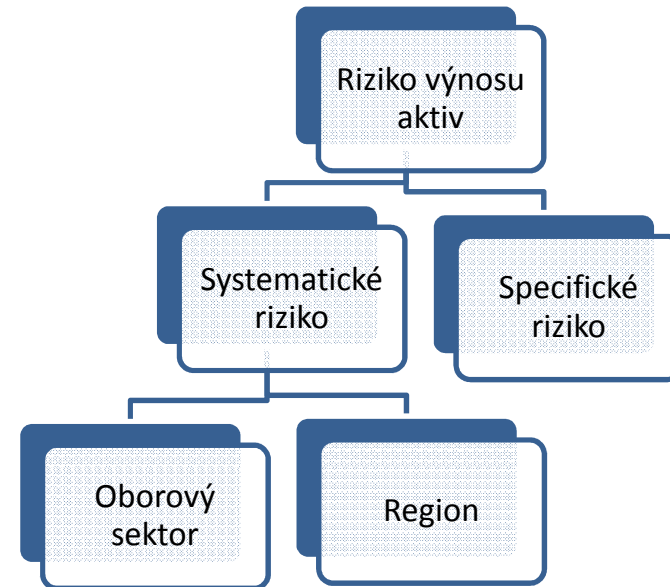 Riziko výnosu
aktiv
Systematické
riziko
Specifické
riziko
Oborový
sektor
Region